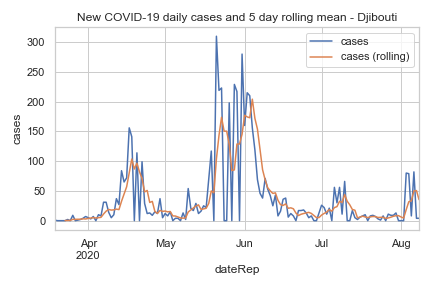 New COVID-19 daily cases and 5 day rolling mean - Djibouti
cases
cases (rolling)
300
250
200
150
100
50
0
cases
Apr
2020
May
Jun
Jul
Aug
dateRep